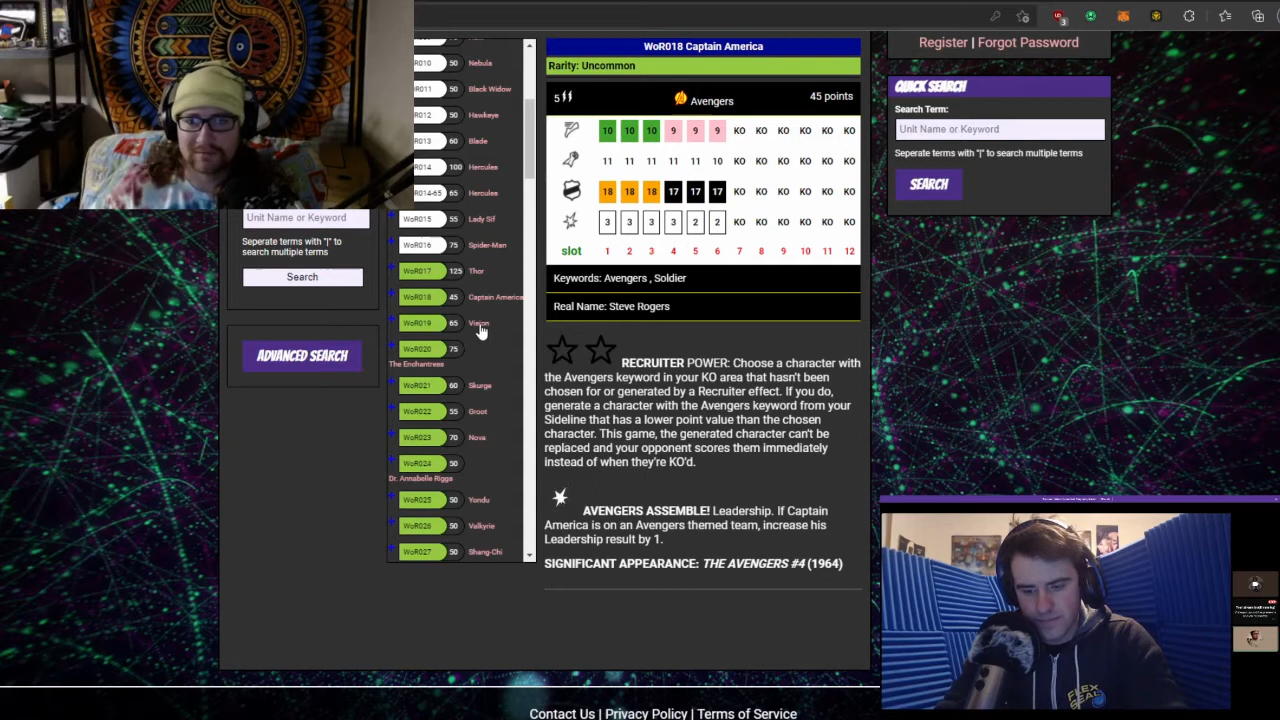 Register | Forgot Password
QUICK SEARCH
Search Term:
Unit Name or Keyword
Seperate terms with "|" to search multiple terms
SEARCH
Unit Name or Keyword
Seperate terms with "|" to
search multiple terms
Search
ADVANCED SEARCH
R010 50 Nebula
R011 50 Black Widow
R012 50 Hawkeye
R013 60 Blade
R014 100 Hercules
R014-65 65 Hercules
WoR015 55 Lady Sif
WoR016 75 Spider-Man
WoR017 125 Thor
WoR018 45 Captain America
WoR019 65 Vision
WoR020 75
The Enchantress
WoR021 60 Skurge
WoR022 55 Groot
WoR023 70 Nova
WoR024 50
Dr. Annabelle Riggs
WoR025 50 Yondu
WoR026 50 Valkyrie
WoR027 50 Shang-Chi
WoR018 Captain America
Rarity: Uncommon
5 Avengers 45 points
10 10 10 9 9 9 KO KO KO KO KO KO
11 11 11 11 11 10 KO KO KO KO KO KO
18 18 18 17 17 17 KO KO KO KO KO KO
3 3 3 3 2 2 KO KO KO KO KO KO
slot 1 2 3 4 5 6 7 8 9 10 11 12
Keywords: Avengers , Soldier
Real Name: Steve Rogers
RECRUITER POWER: Choose a character with
the Avengers keyword in your KO area that hasn't been
chosen for or generated by a Recruiter effect. If you do,
generate a character with the Avengers keyword from your
Sideline that has a lower point value than the chosen
character. This game, the generated character can't be
replaced and your opponent scores them immediately
instead of when they're KO'd.
AVENGERS ASSEMBLE! Leadership. If Captain
America is on an Avengers themed team, increase his
Leadership result by 1.
SIGNIFICANT APPEARANCE: THE AVENGERS #4 (1964)
Contact Us | Privacy Policy | Terms of Service
FLEX
SEAL